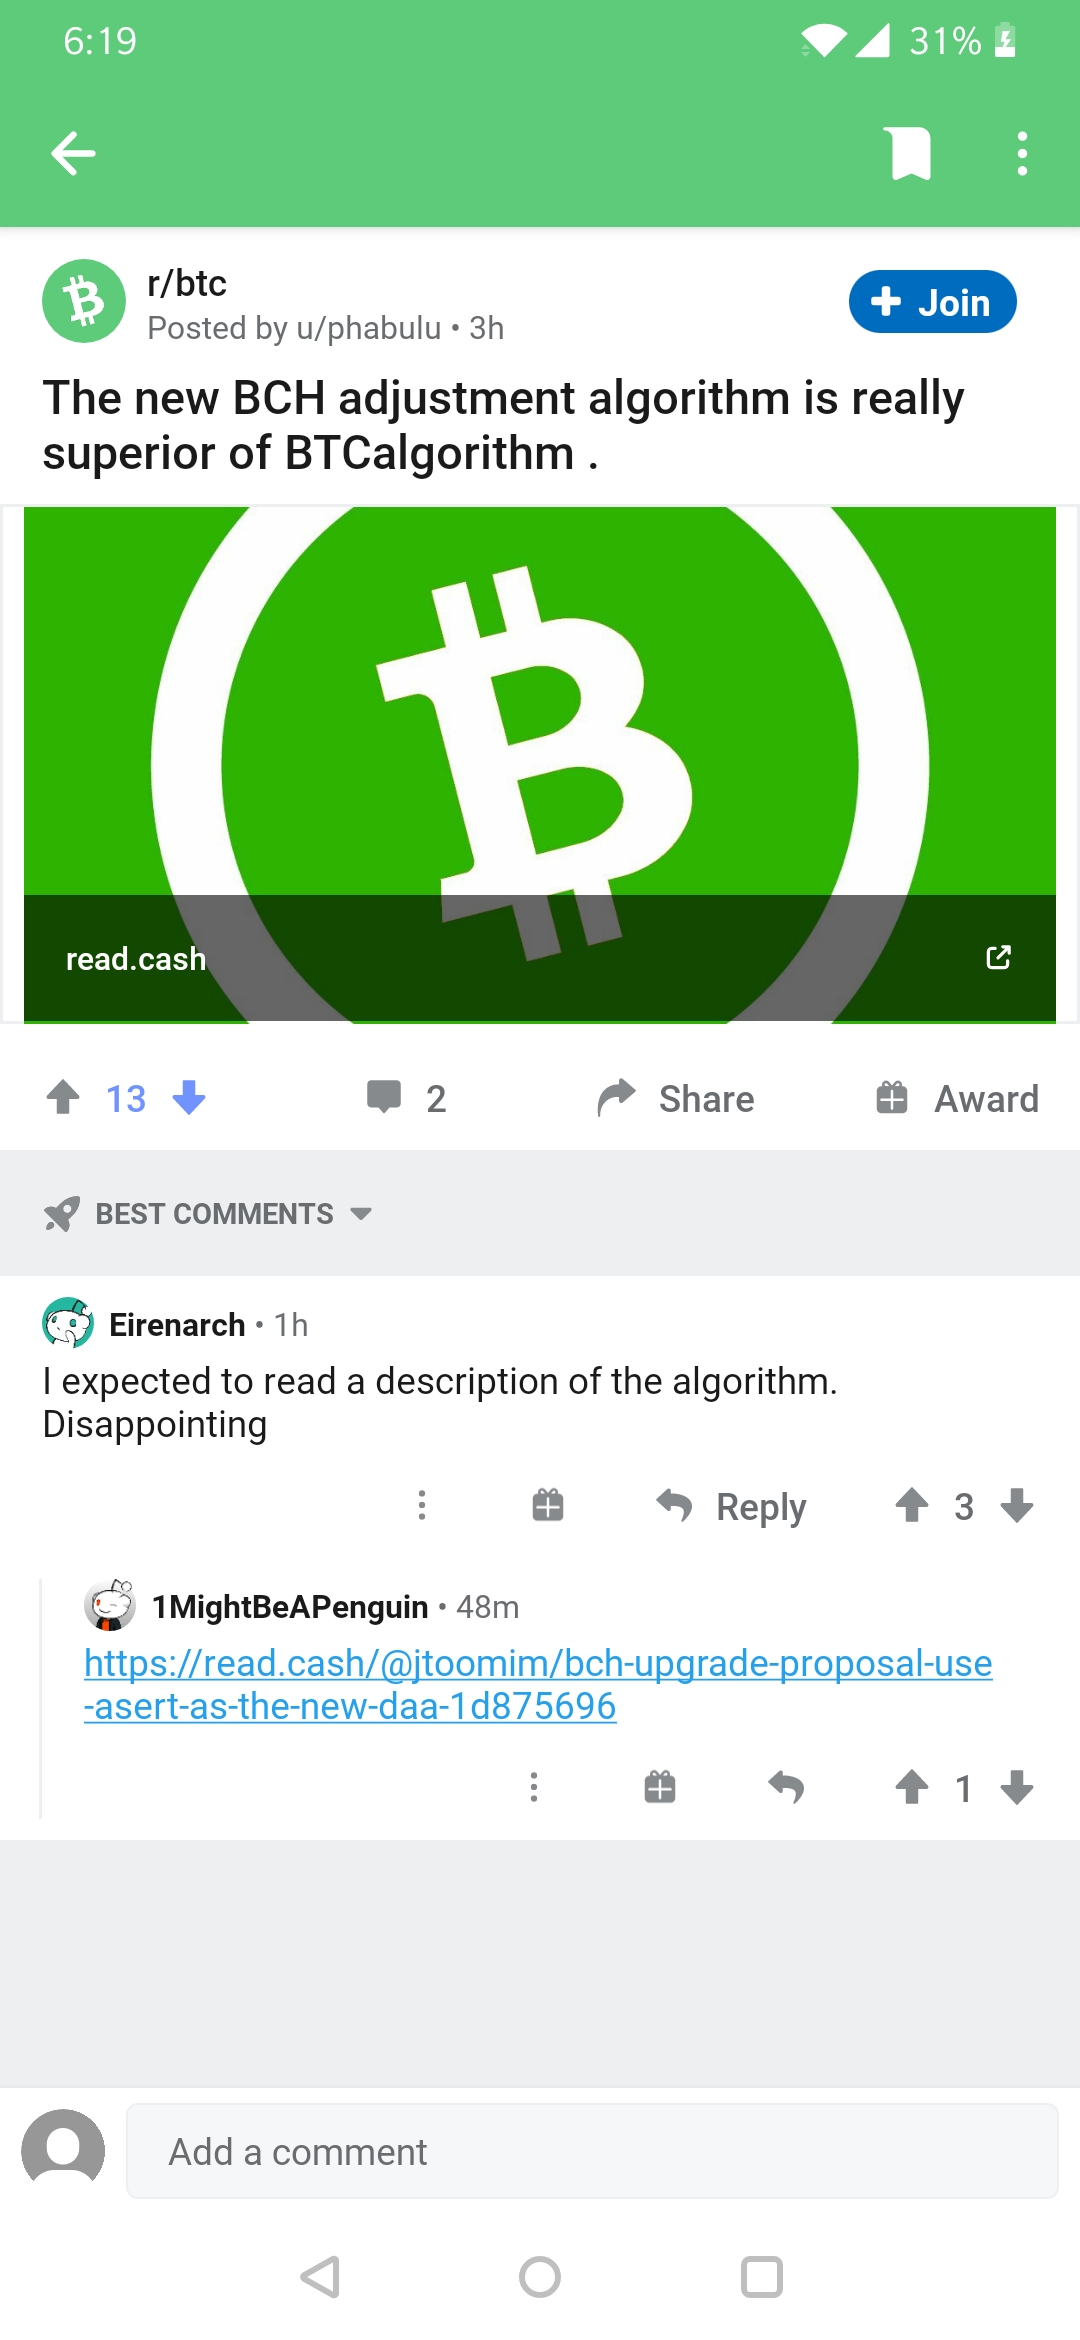 6:19
31%
r/btc
Join
Posted by u/phabulu • 3h
The new BCH adjustment algorithm is really
superior of BTCalgorithm .
read.cash
13
2
Share
Award
BEST COMMENTS
Eirenarch • 1h
I expected to read a description of the algorithm.
Disappointing
Reply
3
1MightBeAPenguin • 48m
https://read.cash/@jtoomim/bch-upgrade-proposal-use
-asert-as-the-new-daa-1d875696
1
Add a comment